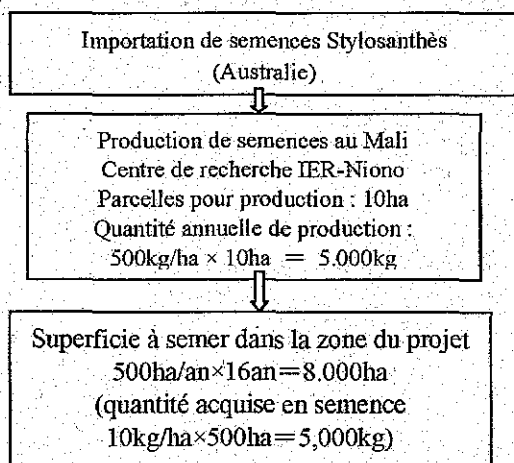 Importation de semences Stylosanthès
(Australie)
Production de semences au Mali
Centre de recherche IER-Niono
Parcelles pour production : 10ha
Quantité annuelle de production :
500kg/ha × 10ha = 5.000kg
Superficie à semer dans la zone du projet
500ha/an×16an=8.000ha
(quantité acquise en semence
10kg/ha×500ha=5,000kg)